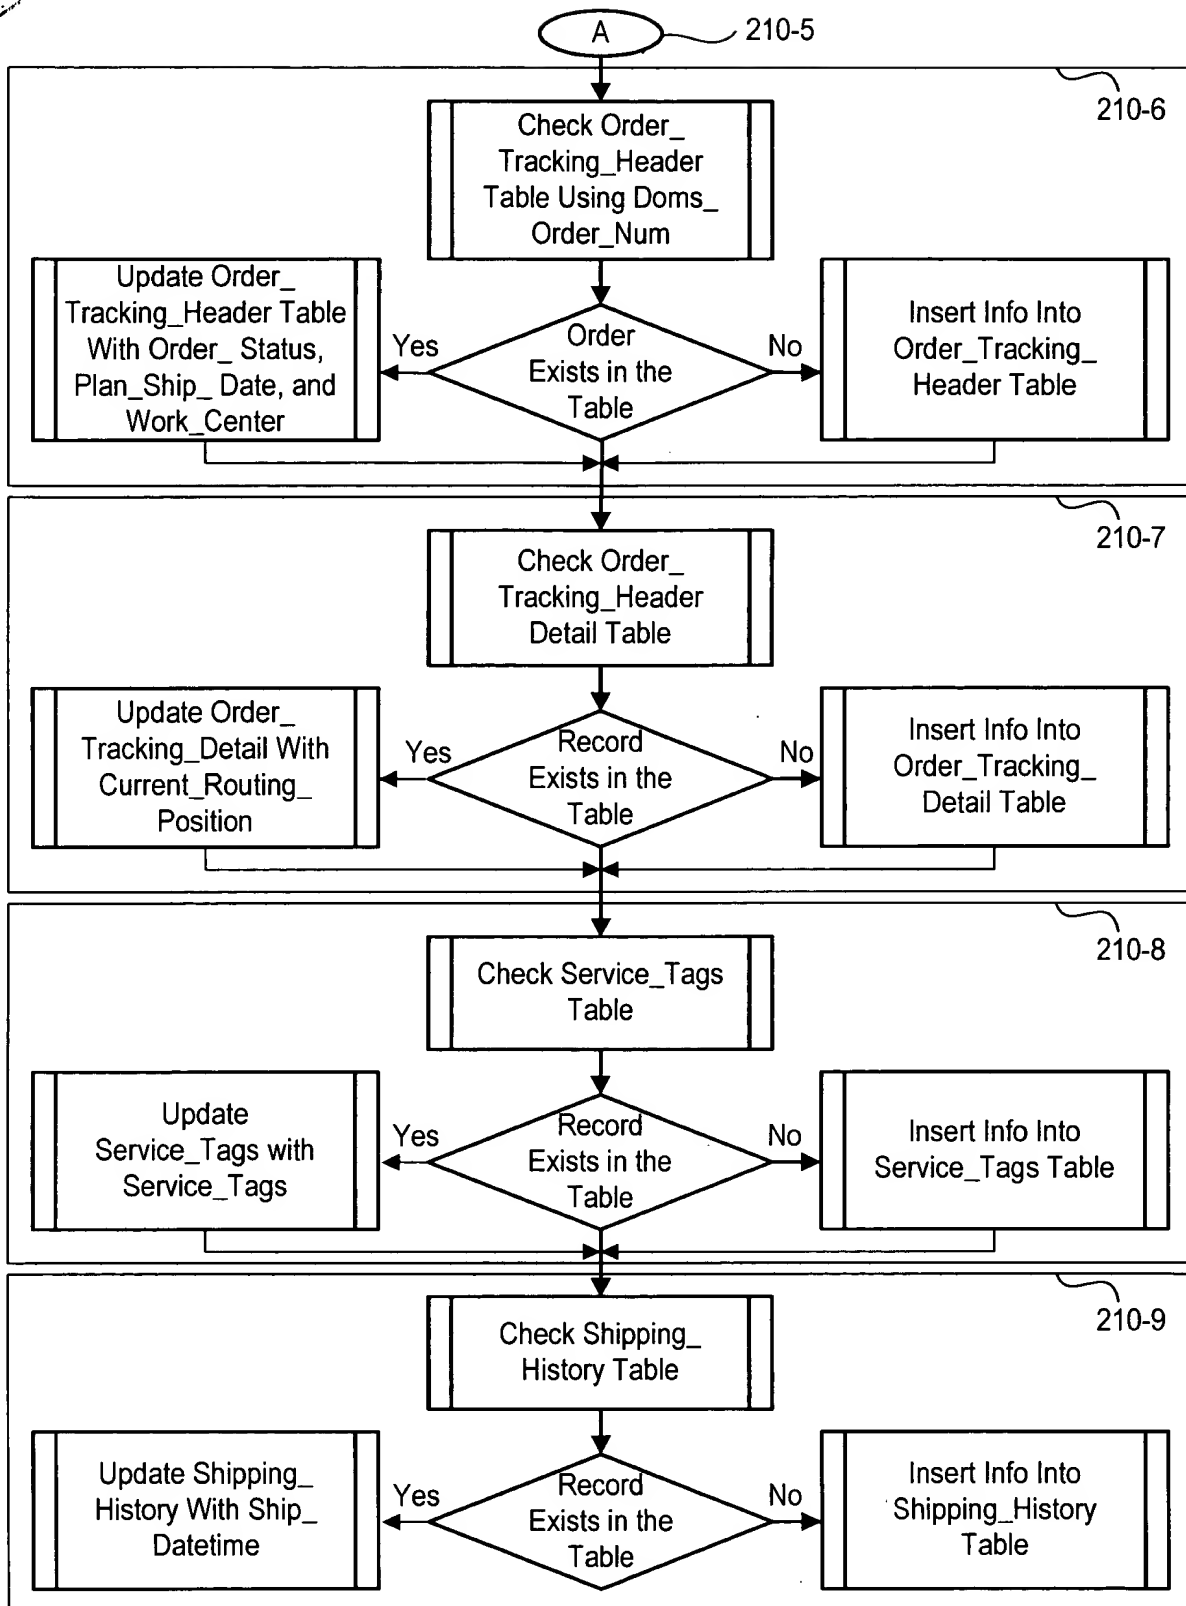 A
210-5
210-6
Check Order_
Tracking_Header
Table Using Doms_
Order_Num
Update Order_
Tracking_Header Table
With Order_ Status,
Plan_Ship_ Date, and
Work_Center
Yes
Order
Exists in the
Table
No
Insert Info Into
Order_Tracking_
Header Table
210-7
Check Order_
Tracking_Header
Detail Table
Update Order_
Tracking_Detail With
Current_Routing_
Position
Yes
Record
Exists in the
Table
No
Insert Info Into
Order_Tracking_
Detail Table
210-8
Check Service_Tags
Table
Update
Service_Tags with
Service_Tags
Yes
Record
Exists in the
Table
No
Insert Info Into
Service_Tags Table
210-9
Check Shipping_
History Table
Update Shipping_
History With Ship_
Datetime
Yes
Record
Exists in the
Table
No
Insert Info Into
Shipping_History
Table